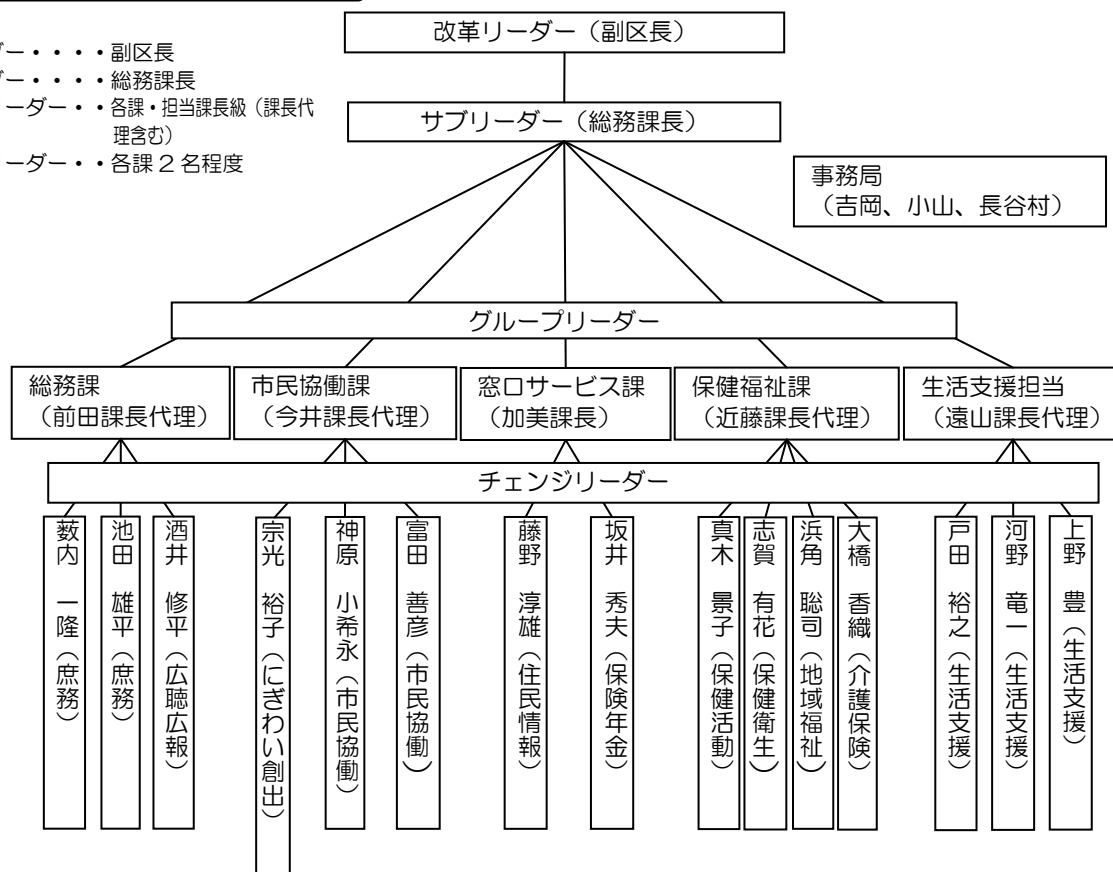 改革リーダー（副区長）
ダー・・・・副区長
ダー・・・・総務課長
リーダー・・各課・担当課長級（課長代
理含む）
リーダー・・各課２名程度
サブリーダー（総務課長）
事務局
（吉岡、小山、長谷村）
グループリーダー
総務課
（前田課長代理）
市民協働課
（今井課長代理）
窓口サービス課
（加美課長）
保健福祉課
（近藤課長代理）
生活支援担当
（遠山課長代理）
チェンジリーダー
薮内　一隆（庶務）
池田　雄平（庶務）
酒井　修平（広聴広報）
宗光　裕子（にぎわい創出）
神原　小希永（市民協働）
富田　善彦（市民協働）
藤野　淳雄（住民情報）
坂井　秀夫（保険年金）
真木　景子（保健活動）
志賀　有花（保健衛生）
浜角　聡司（地域福祉）
大橋　香織（介護保険）
戸田　裕之（生活支援）
河野　竜一（生活支援）
上野　豊（生活支援）